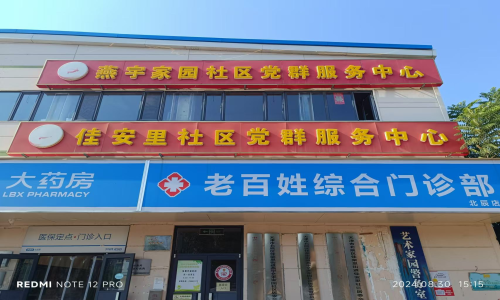 燕宇家园社区党群服务中心
佳安里社区党群服务中心
大药房
LBX PHARMACY
老百姓综合门诊部
北辰店
医保定点·门诊入口
艺术家园警务室
REDMI NOTE 12 PRO
2024.08.30 15:15